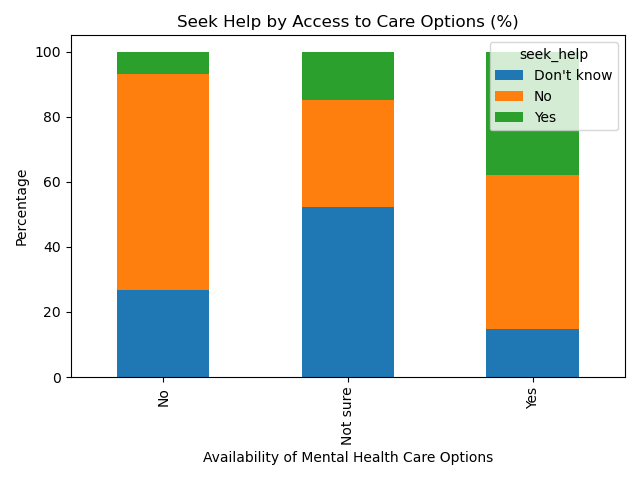 Seek Help by Access to Care Options (%)
seek_help
Don't know
No
Yes
Percentage
100
80
60
40
20
0
No
Not sure
Yes
Availability of Mental Health Care Options